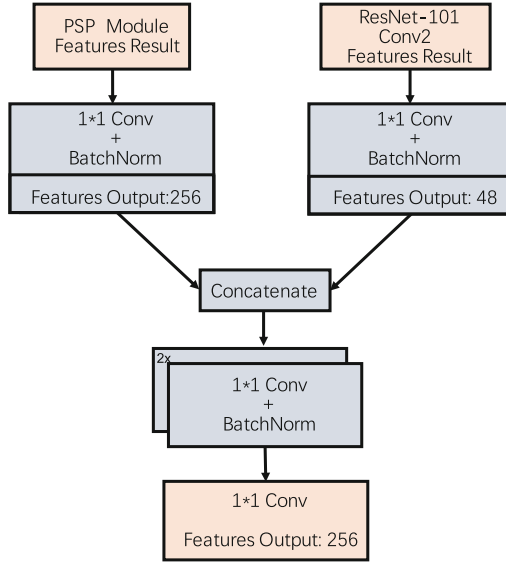 PSP Module
Features Result
ResNet-101
Conv2
Features Result
1*1 Conv
+
BatchNorm
Features Output:256
1*1 Conv
+
BatchNorm
Features Output: 48
Concatenate
2x
1*1 Conv
+
BatchNorm
1*1 Conv
Features Output: 256